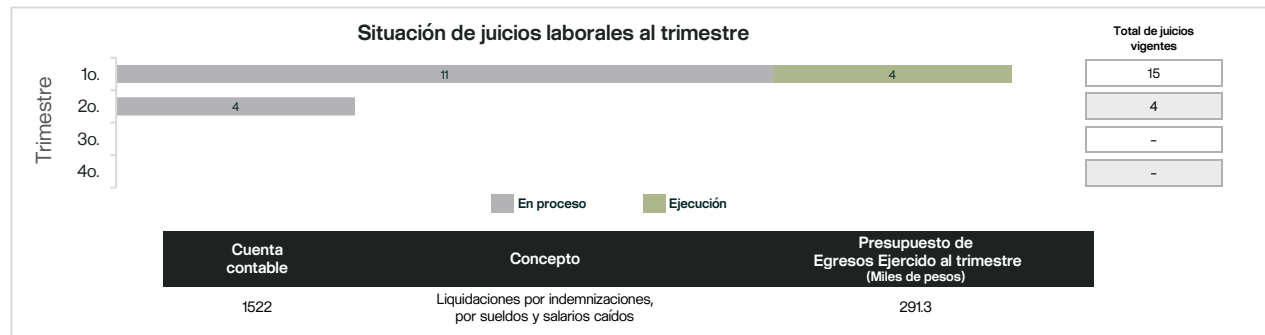 Situación de juicios laborales al trimestre
Total de juicios
vigentes
Trimestre
1o.
11
4
15
2o.
4
4
3o.
-
4o.
-
En proceso
Ejecución
Cuenta
contable
Concepto
Presupuesto de
Egresos Ejercido al trimestre
(Miles de pesos)
1522
Liquidaciones por indemnizaciones,
por sueldos y salarios caídos
291.3